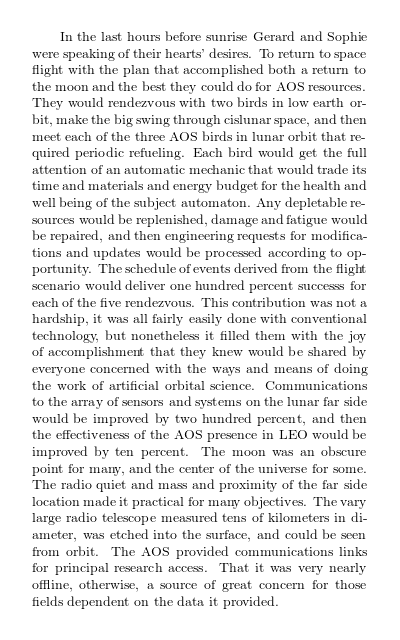 In the last hours before sunrise Gerard and Sophie
were speaking of their hearts' desires. To return to space
flight with the plan that accomplished both a return to
the moon and the best they could do for AOS resources.
They would rendezvous with two birds in low earth or-
bit, make the big swing through cislunar space, and then
meet each of the three AOS birds in lunar orbit that re-
quired periodic refueling. Each bird would get the full
attention of an automatic mechanic that would trade its
time and materials and energy budget for the health and
well being of the subject automaton. Any depletable re-
sources would be replenished, damage and fatigue would
be repaired, and then engineering requests for modifica-
tions and updates would be processed according to op-
portunity. The schedule of events derived from the flight
scenario would deliver one hundred percent successs for
each of the five rendezvous. This contribution was not a
hardship, it was all fairly easily done with conventional
technology, but nonetheless it filled them with the joy
of accomplishment that they knew would be shared by
everyone concerned with the ways and means of doing
the work of artificial orbital science. Communications
to the array of sensors and systems on the lunar far side
would be improved by two hundred percent, and then
the effectiveness of the AOS presence in LEO would be
improved by ten percent. The moon was an obscure
point for many, and the center of the universe for some.
The radio quiet and mass and proximity of the far side
location made it practical for many objectives. The vary
large radio telescope measured tens of kilometers in di-
ameter, was etched into the surface, and could be seen
from orbit. The AOS provided communications links
for principal research access. That it was very nearly
offline, otherwise, a source of great concern for those
fields dependent on the data it provided.